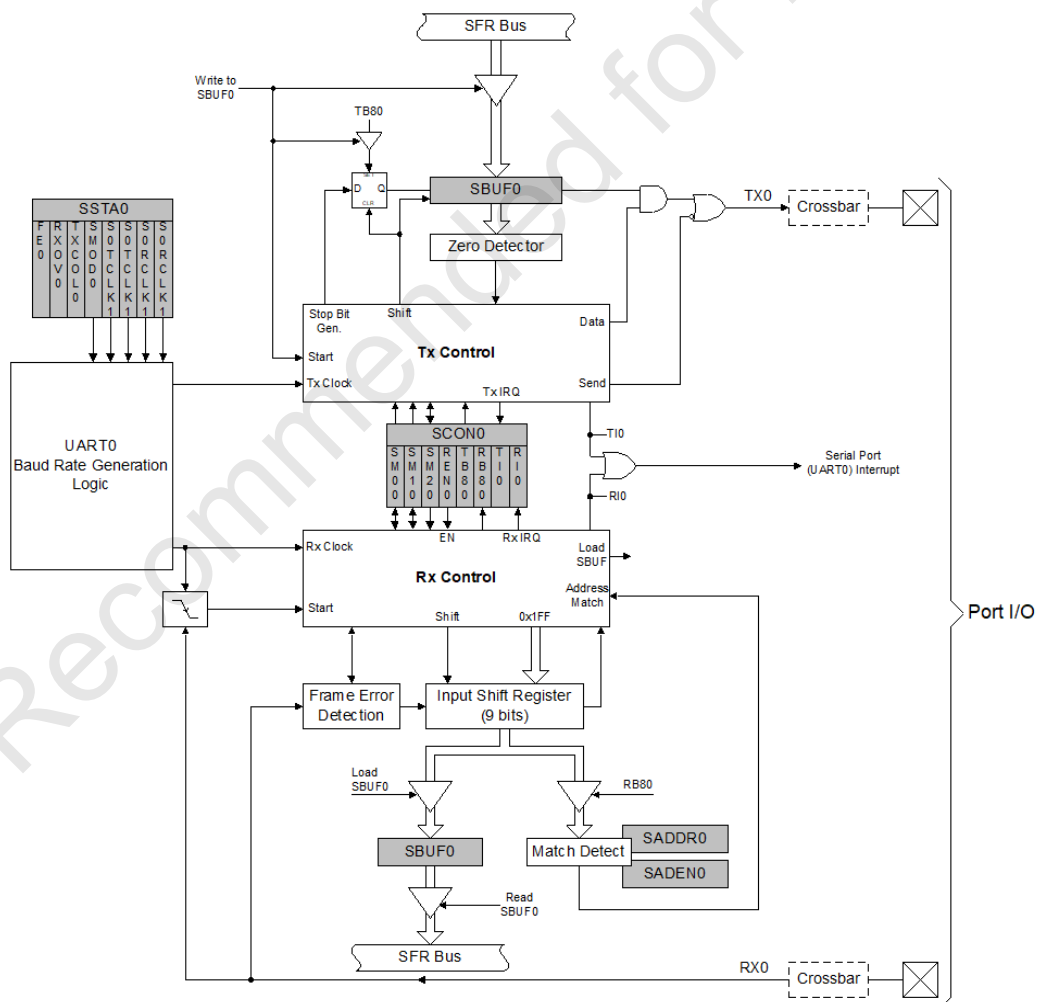 SFR Bus
Write to
SBUF0
TB80
SET
D Q
CLR
SBUF0
TX0
Crossbar
SSTA0
FE0
RXOV0
TXCOL0
SMOD0
S0TCLK1
S0TCLK1
S0RCLK1
S0RCLK1
Zero Detector
Stop Bit
Gen.
Shift
Data
Tx Control
Start
Tx Clock
Tx IRQ
Send
UART0
Baud Rate Generation
Logic
SCON0
SM00
SM10
SM20
REN0
TB80
RB80
TI0
RI0
TI0
Serial Port
(UART0) Interrupt
RI0
Rx Clock
EN
Rx IRQ
Load
SBUF
Rx Control
Address
Match
Start
Shift
0x1FF
Port I/O
Frame Error
Detection
Input Shift Register
(9 bits)
Load
SBUF0
RB80
SBUF0
Match Detect
SADDR0
SADEN0
Read
SBUF0
SFR Bus
RX0
Crossbar
Recommended for